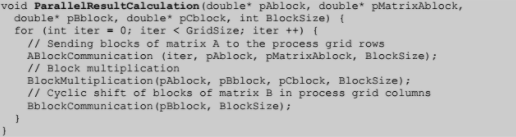 void ParallelResultCalculation(double* pAblock, double* pMatrixAblock,
  double* pBblock, double* pCblock, int BlockSize) {
  for (int iter = 0; iter < GridSize; iter ++) {
    // Sending blocks of matrix A to the process grid rows
    ABlockCommunication (iter, pAblock, pMatrixAblock, BlockSize);
    // Block multiplication
    BlockMultiplication(pAblock, pBblock, pCblock, BlockSize);
    // Cyclic shift of blocks of matrix B in process grid columns
    BblockCommunication(pBblock, BlockSize);
  }
}